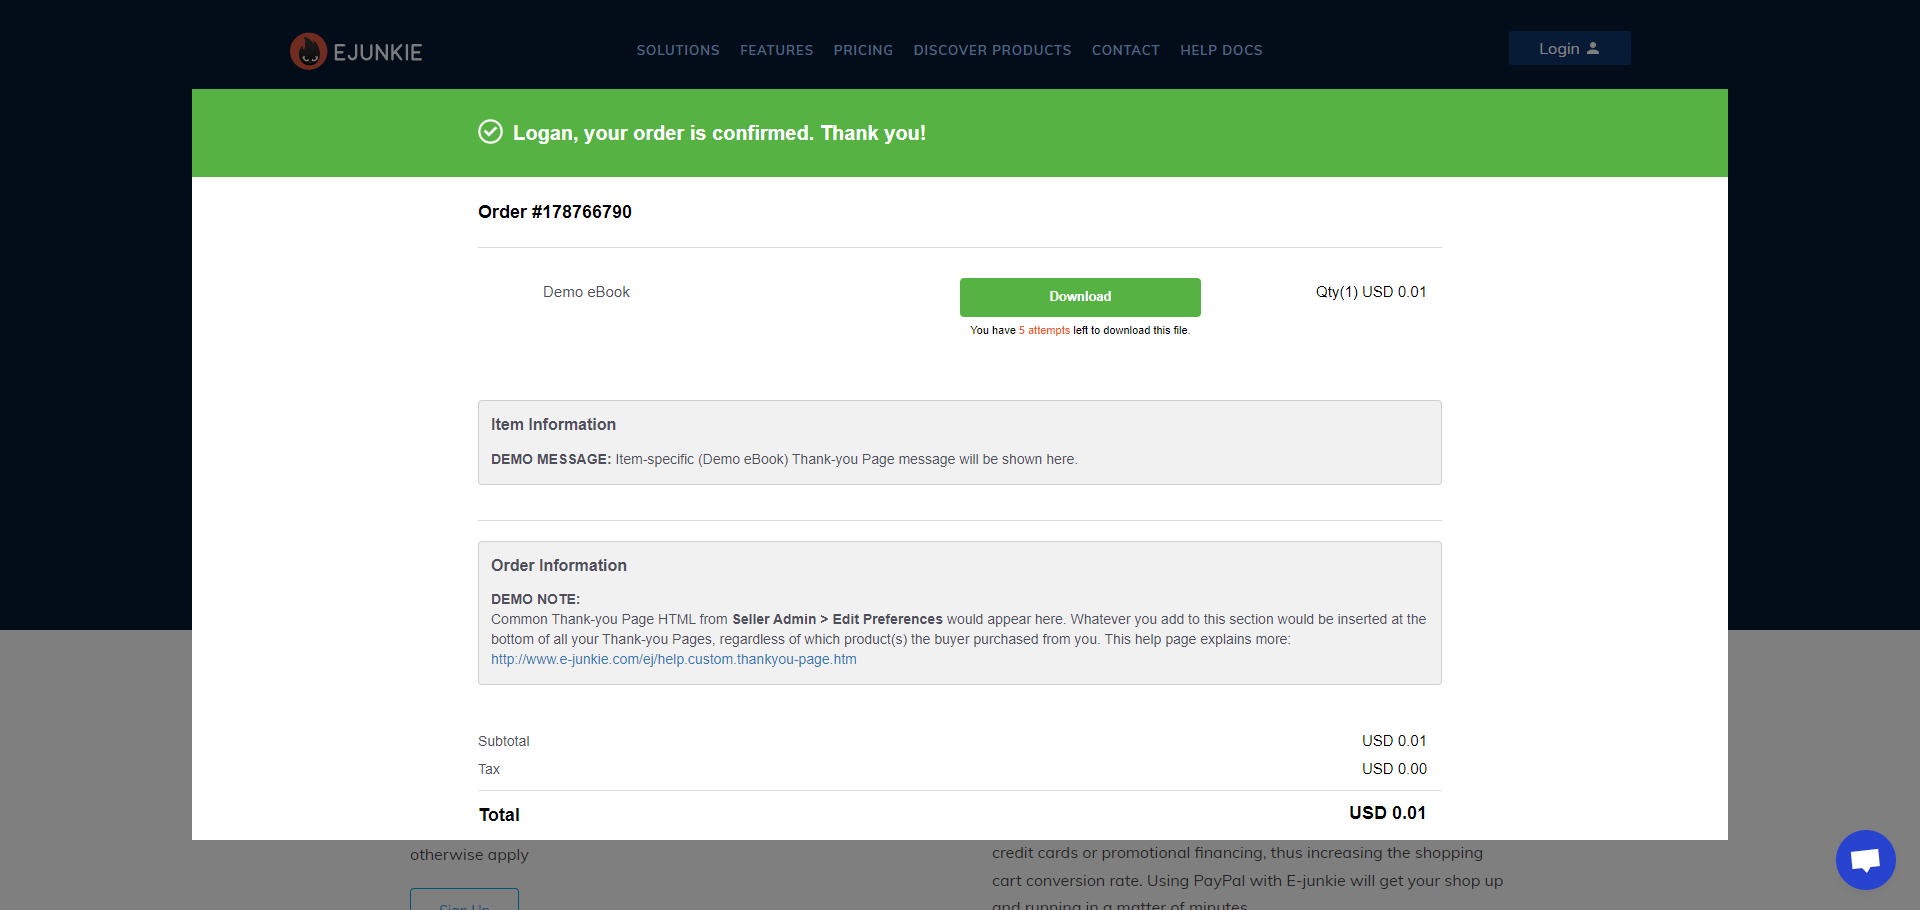 EJUNKIE
SOLUTIONS FEATURES PRICING DISCOVER PRODUCTS CONTACT HELP DOCS
Login
Logan, your order is confirmed. Thank you!
Order #178766790
Demo eBook
Download
Qty(1) USD 0.01
You have 5 attempts left to download this file.
Item Information
DEMO MESSAGE: Item-specific (Demo eBook) Thank-you Page message will be shown here.
Order Information
DEMO NOTE:
Common Thank-you Page HTML from Seller Admin > Edit Preferences would appear here. Whatever you add to this section would be inserted at the
bottom of all your Thank-you Pages, regardless of which product(s) the buyer purchased from you. This help page explains more:
http://www.e-junkie.com/ej/help.custom.thankyou-page.htm
Subtotal USD 0.01
Tax USD 0.00
Total USD 0.01
otherwise apply
Sign Up
credit cards or promotional financing, thus increasing the shopping
cart conversion rate. Using PayPal with E-junkie will get your shop up
and running in a matter of minutes.